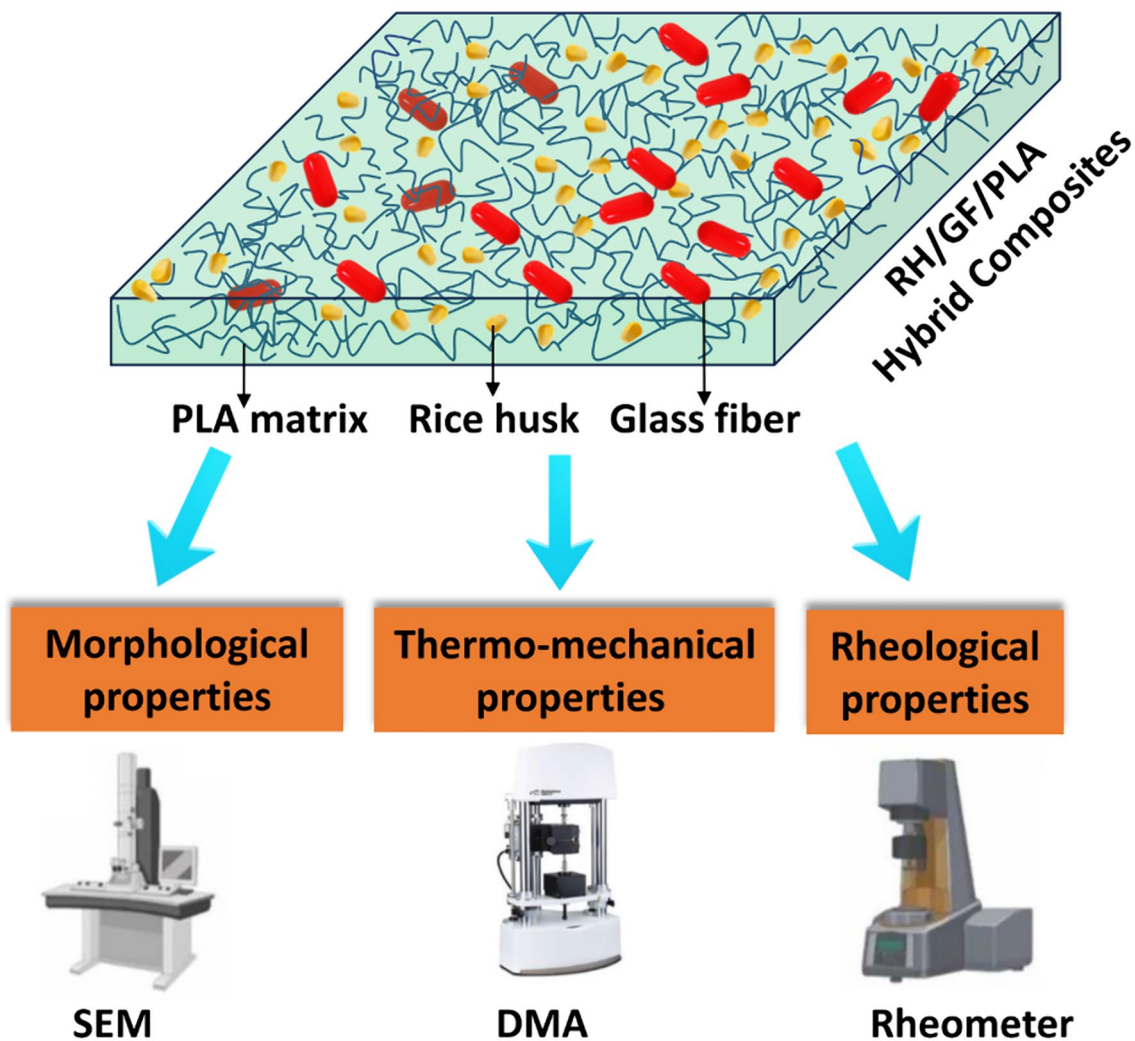 RH/GF/PLA
Hybrid Composites
PLA matrix
Rice husk
Glass fiber
Morphological
properties
Thermo-mechanical
properties
Rheological
properties
SEM
DMA
Rheometer